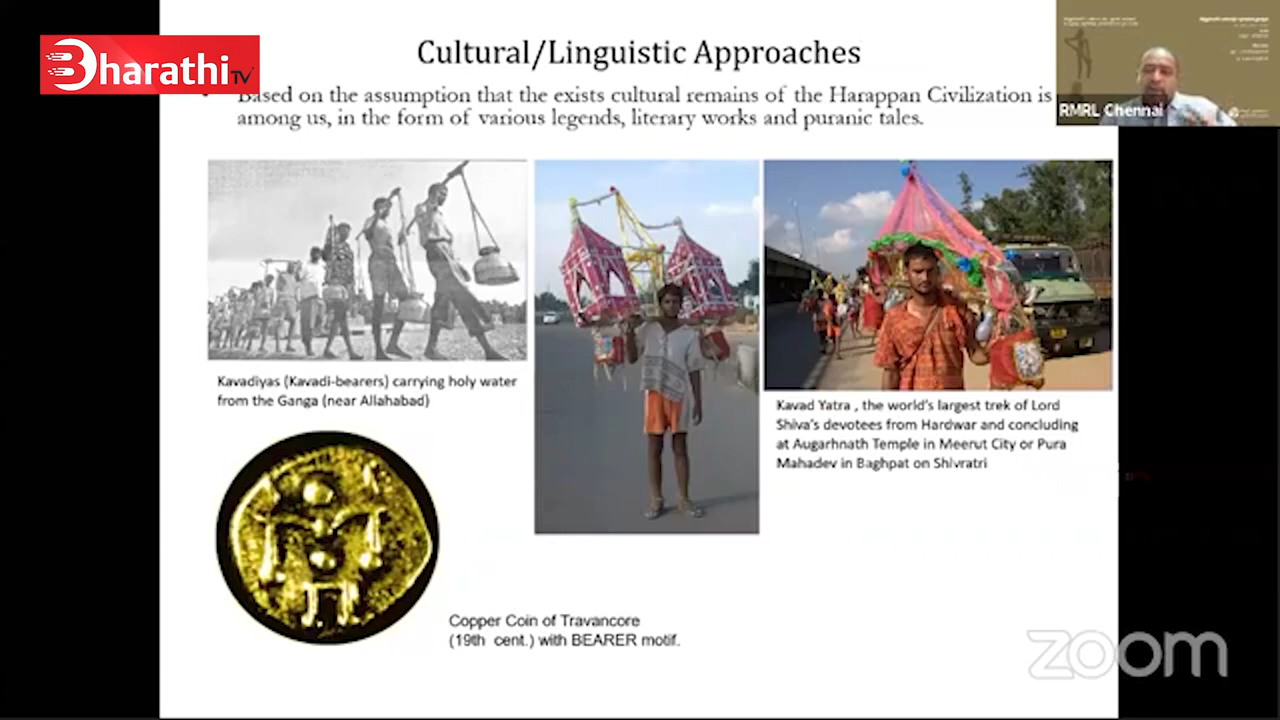 Bharathi TV
Cultural/Linguistic Approaches
Based on the assumption that the exists cultural remains of the Harappan Civilization is
among us, in the form of various legends, literary works and puranic tales.
RMRL Chennai
Kavadiyas (Kavadi-bearers) carrying holy water
from the Ganga (near Allahabad)
Kavad Yatra , the world's largest trek of Lord
Shiva's devotees from Hardwar and concluding
at Augarhnath Temple in Meerut City or Pura
Mahadev in Baghpat on Shivratri
Copper Coin of Travancore
(19th cent.) with BEARER motif.
zoom